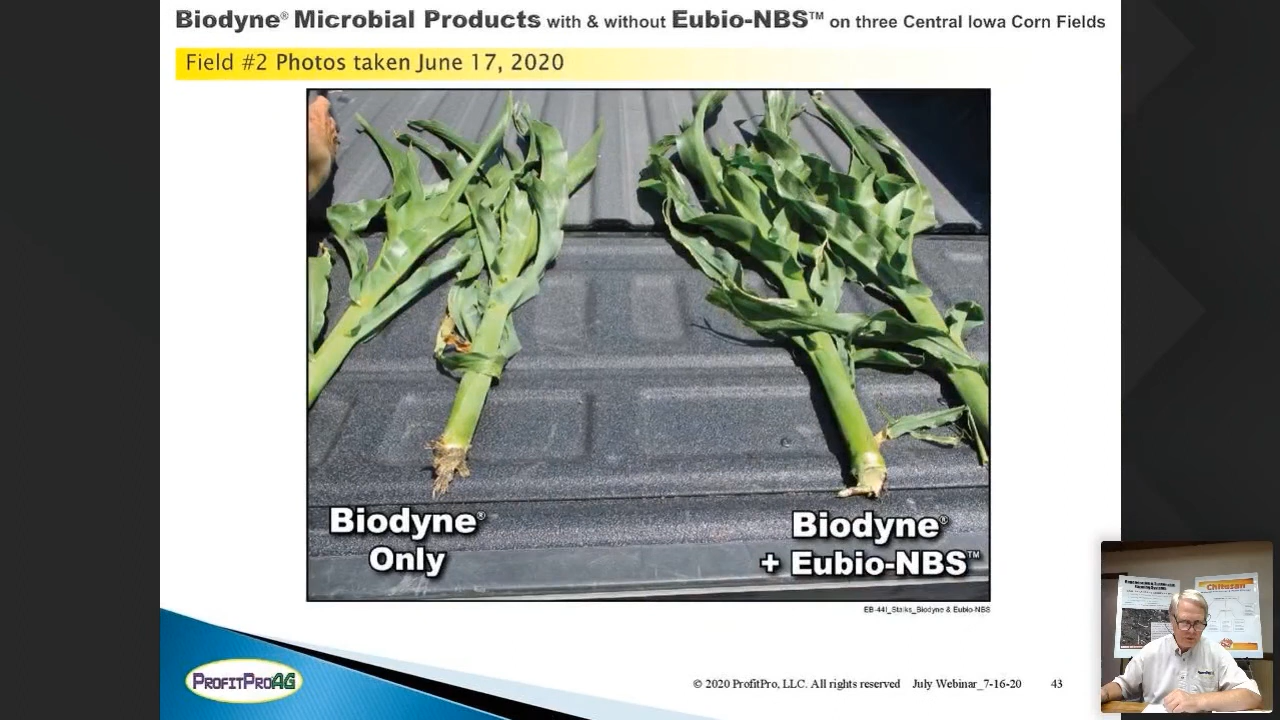 Biodyne® Microbial Products with & without Eubio-NBS™ on three Central Iowa Corn Fields
Field #2 Photos taken June 17, 2020
Biodyne®
Only
Biodyne®
+ Eubio-NBS™
EB-441_Stalks_Biodyne & Eubio-NBS
PROFITPROAG
© 2020 ProfitPro, LLC. All rights reserved July Webinar_7-16-20 43
Chitosan